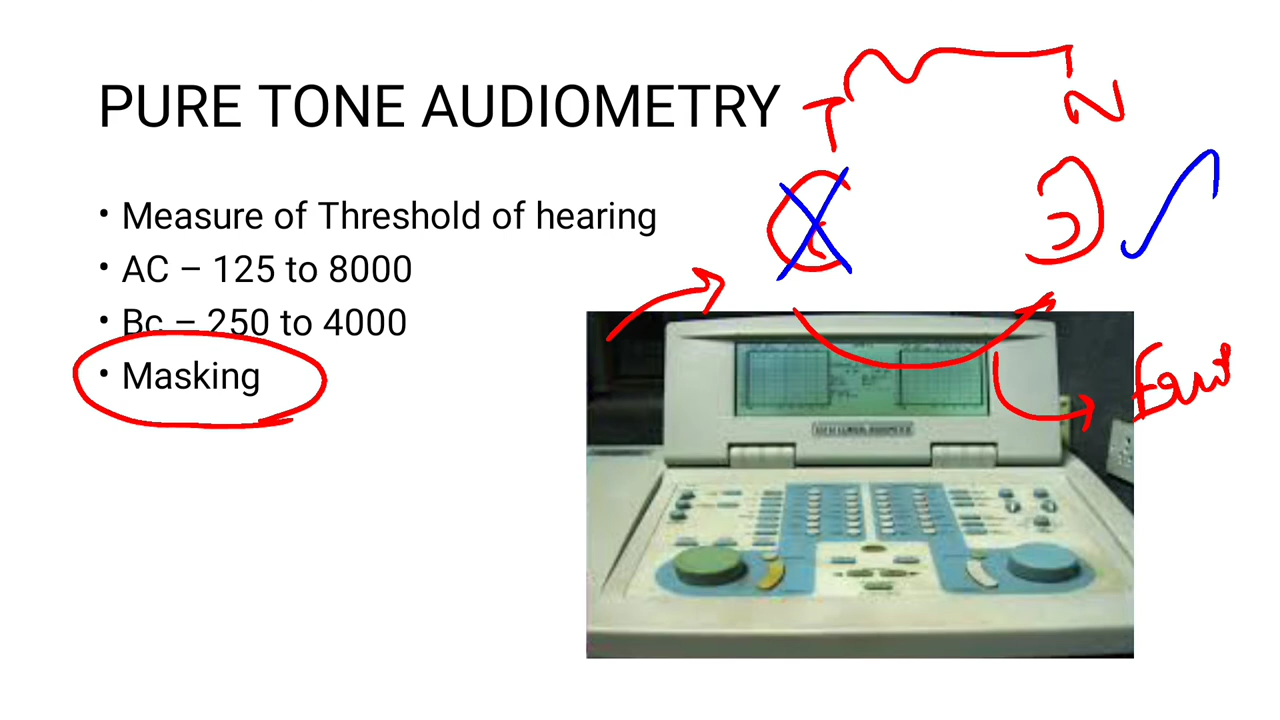 PURE TONE AUDIOMETRY
T
N
• Measure of Threshold of hearing
• AC – 125 to 8000
• Bc – 250 to 4000
• Masking